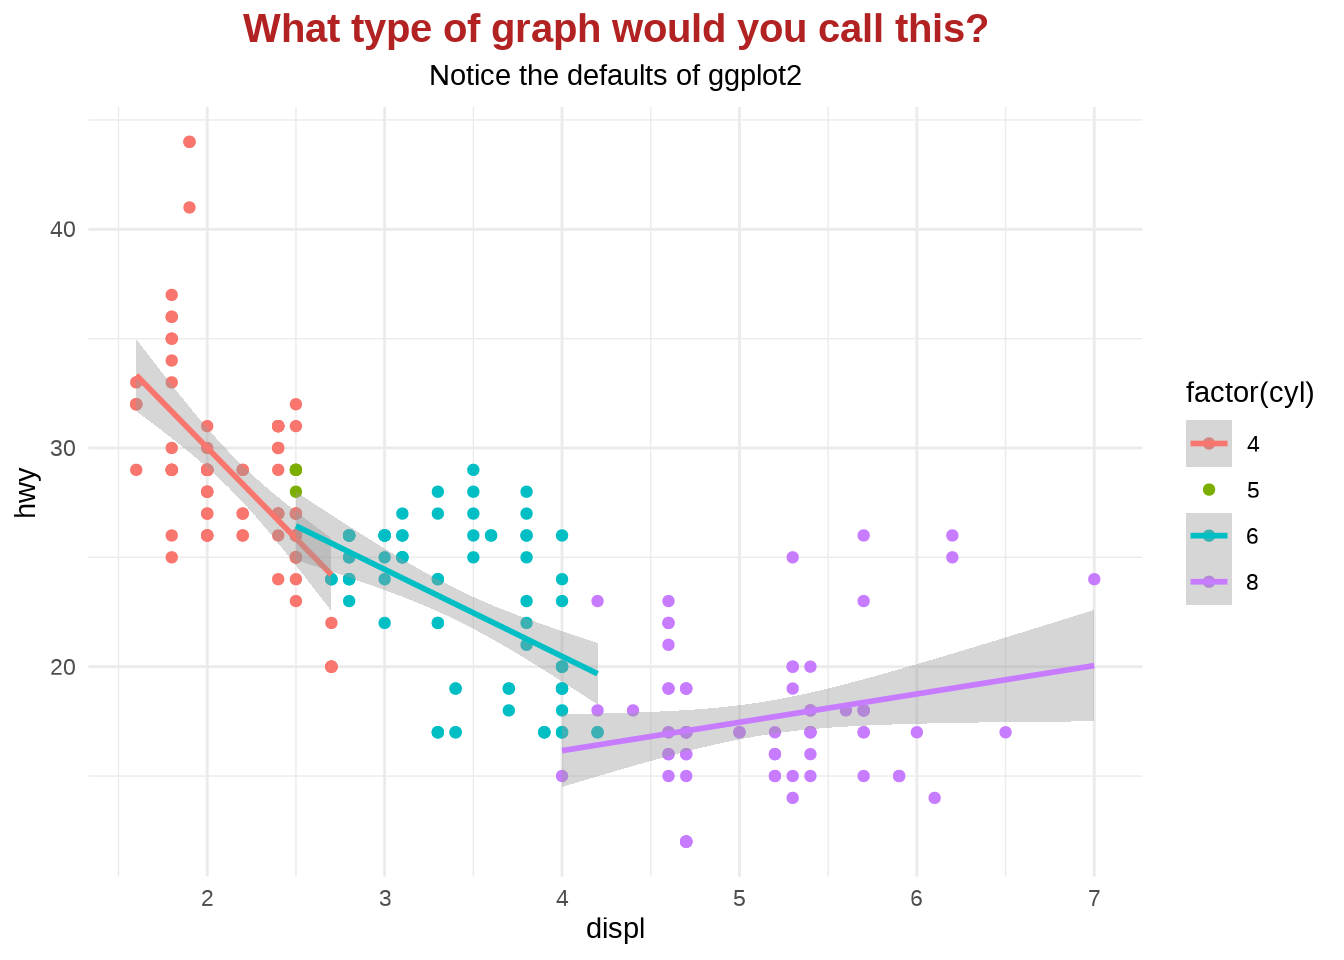 What type of graph would you call this?
Notice the defaults of ggplot2
hwy
40
30
20
2 3 4 5 6 7
displ
factor(cyl)
4
5
6
8